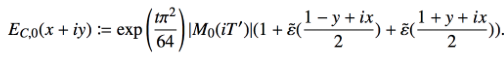 $E_{C,0}(x + iy) := \exp\left(\frac{t\pi^2}{64}\right) |M_0(iT')|(1 + \tilde{\varepsilon}(\frac{1 - y + ix}{2}) + \tilde{\varepsilon}(\frac{1 + y + ix}{2})).$